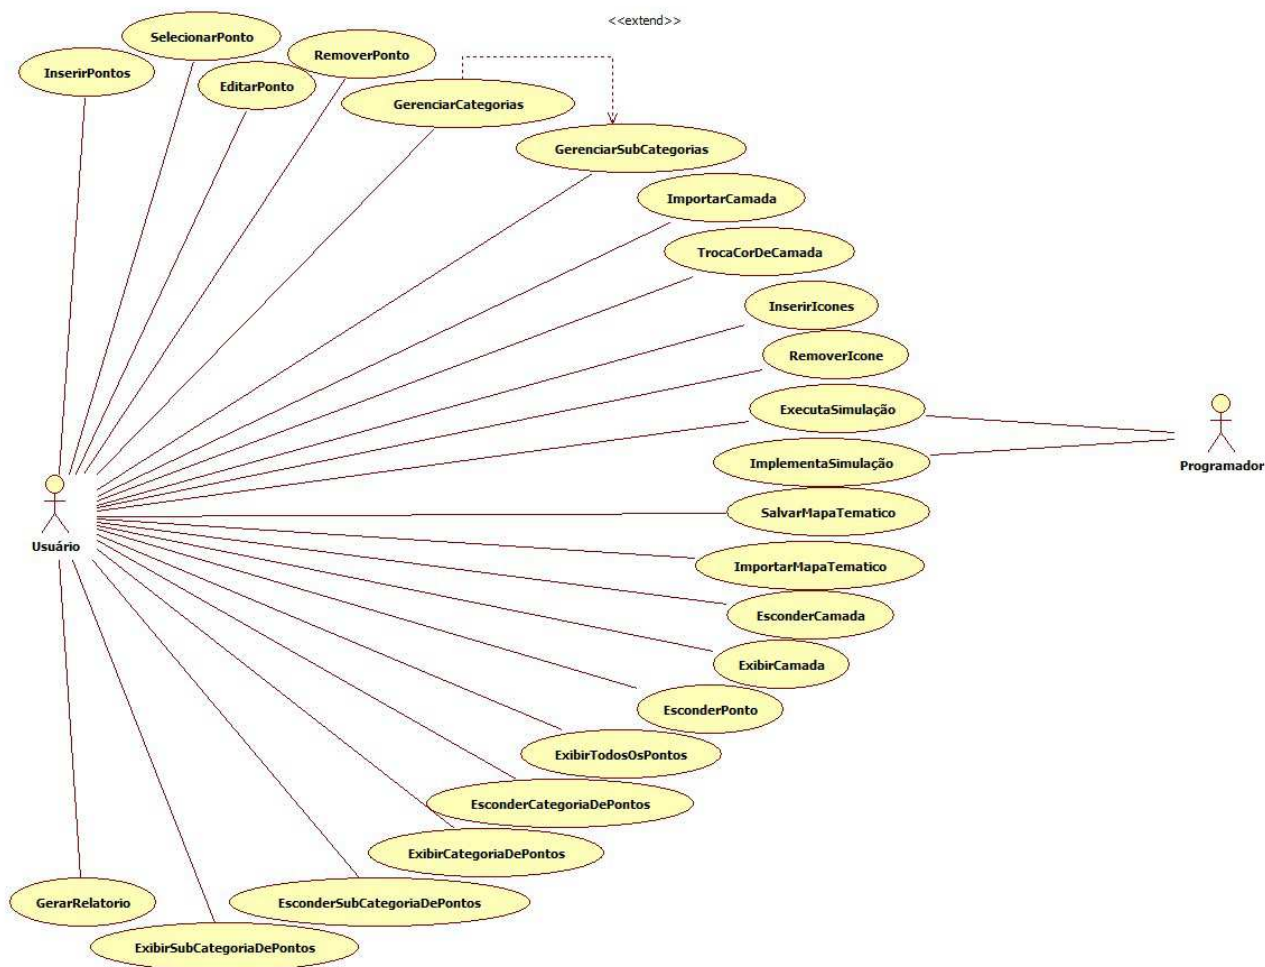 <<extend>>
SelecionarPonto
RemoverPonto
InserirPontos
EditarPonto
GerenciarCategorias
GerenciarSubCategorias
ImportarCamada
TrocaCorDeCamada
InserirIcones
RemoverIcone
ExecutaSimulação
ImplementaSimulação
Programador
SalvarMapaTematico
Usuário
ImportarMapaTematico
EsconderCamada
ExibirCamada
EsconderPonto
ExibirTodosOsPontos
EsconderCategoriaDePontos
ExibirCategoriaDePontos
GerarRelatorio
EsconderSubCategoriaDePontos
ExibirSubCategoriaDePontos